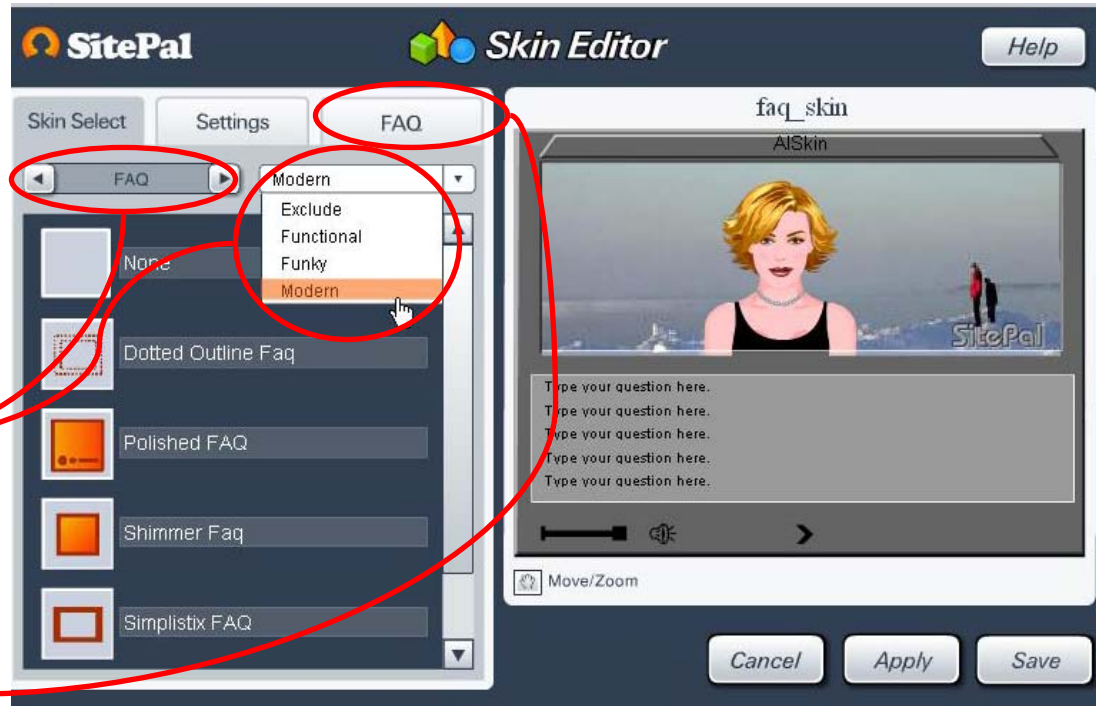 SitePal
Skin Editor
Help
Skin Select
Settings
FAQ
FAQ
Modern
Exclude
Functional
Funky
Modern
None
Dotted Outline Faq
Polished FAQ
Shimmer Faq
Simplistix FAQ
faq_skin
AISkin
SitePal
Type your question here.
Type your question here.
Type your question here.
Type your question here.
Type your question here.
Move/Zoom
Cancel
Apply
Save